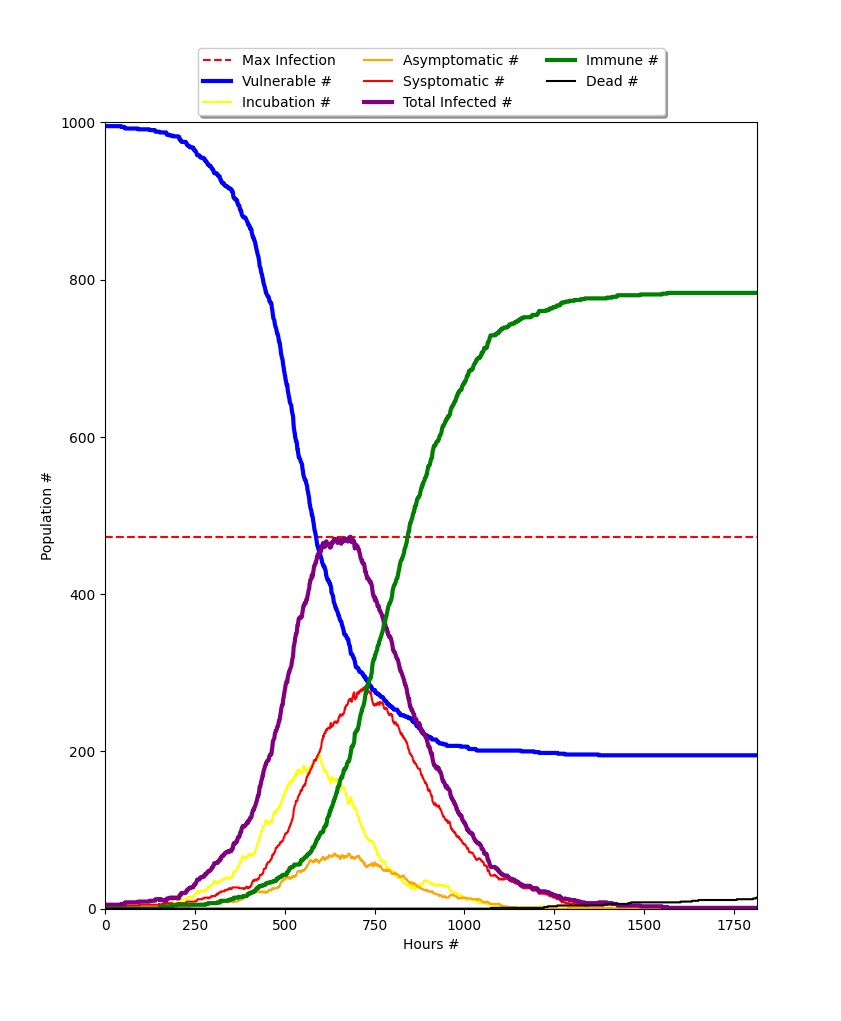 Max Infection Asymptomatic # Immune #
Vulnerable # Sysptomatic # Dead #
Incubation # Total Infected #
1000
800
600
400
200
0
Population #
0 250 500 750 1000 1250 1500 1750
Hours #